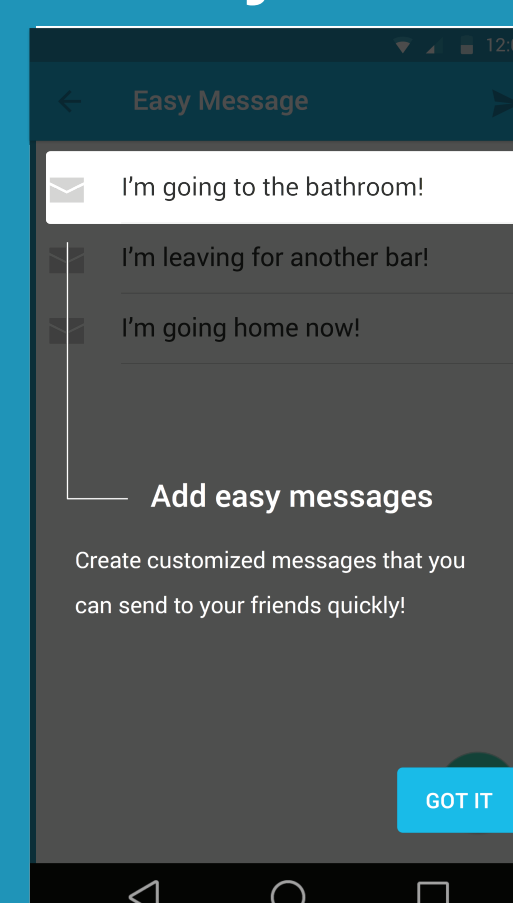 Easy Message
I'm going to the bathroom!
I'm leaving for another bar!
I'm going home now!
Add easy messages
Create customized messages that you
can send to your friends quickly!
GOT IT